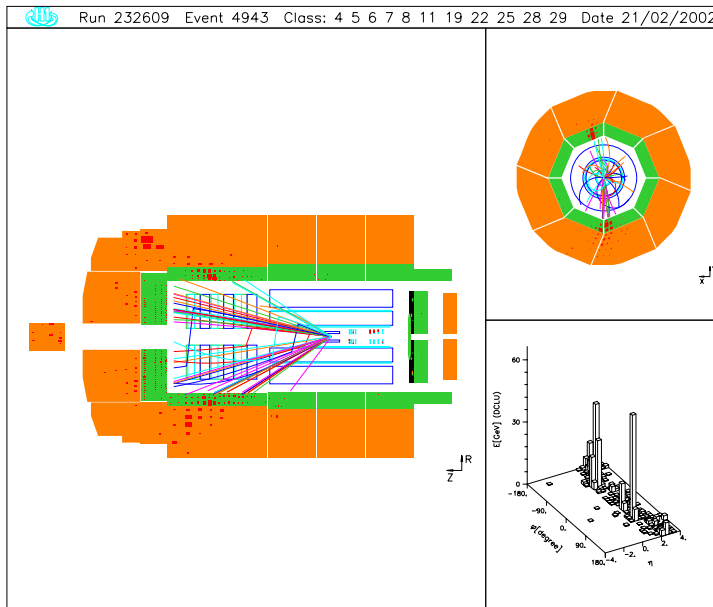 Run 232609 Event 4943 Class: 4 5 6 7 8 11 19 22 25 28 29 Date 21/02/2002
R
Z
x
E[GeV] (DCLU)
60
30
0
-180.
-90.
0.
90.
180.
φ[degree]
-4.
-2.
0.
2.
4.
η